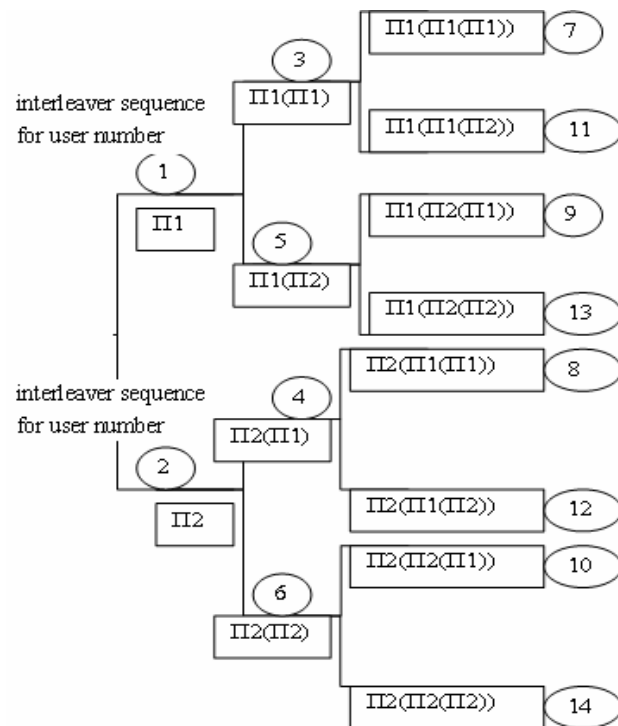 Π1(Π1(Π1))
7
3
Π1(Π1)
interleaver sequence
for user number
Π1(Π1(Π2))
11
1
Π1
Π1(Π2(Π1))
9
5
Π1(Π2)
Π1(Π2(Π2))
13
Π2(Π1(Π1))
8
interleaver sequence
for user number
4
Π2(Π1)
2
Π2
Π2(Π1(Π2))
12
Π2(Π2(Π1))
10
6
Π2(Π2)
Π2(Π2(Π2))
14